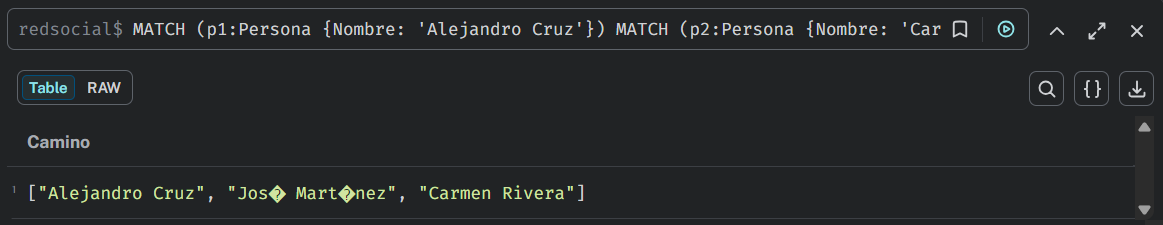 redsocial$ MATCH (p1:Persona {Nombre: 'Alejandro Cruz'}) MATCH (p2:Persona {Nombre: 'Car
Table RAW
Camino
1 ["Alejandro Cruz", "Jos� Mart�nez", "Carmen Rivera"]